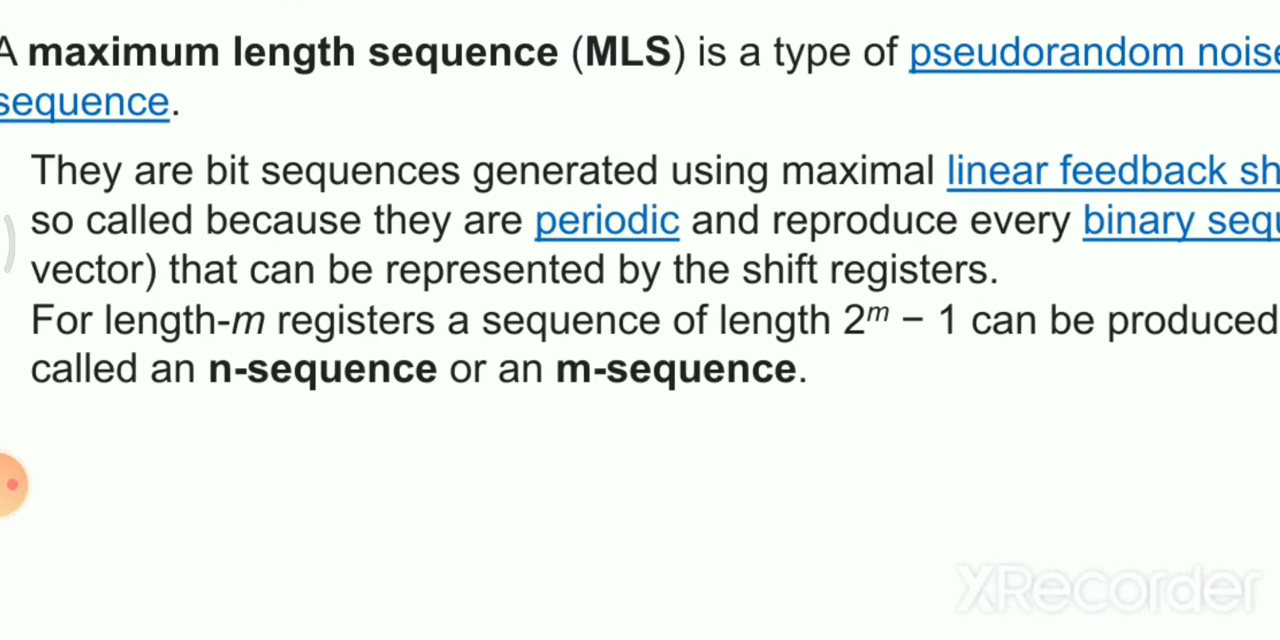 A maximum length sequence (MLS) is a type of pseudorandom noise
sequence.
They are bit sequences generated using maximal linear feedback sh
so called because they are periodic and reproduce every binary sequ
vector) that can be represented by the shift registers.
For length-m registers a sequence of length 2ᵐ − 1 can be produced
called an n-sequence or an m-sequence.
XRecorder